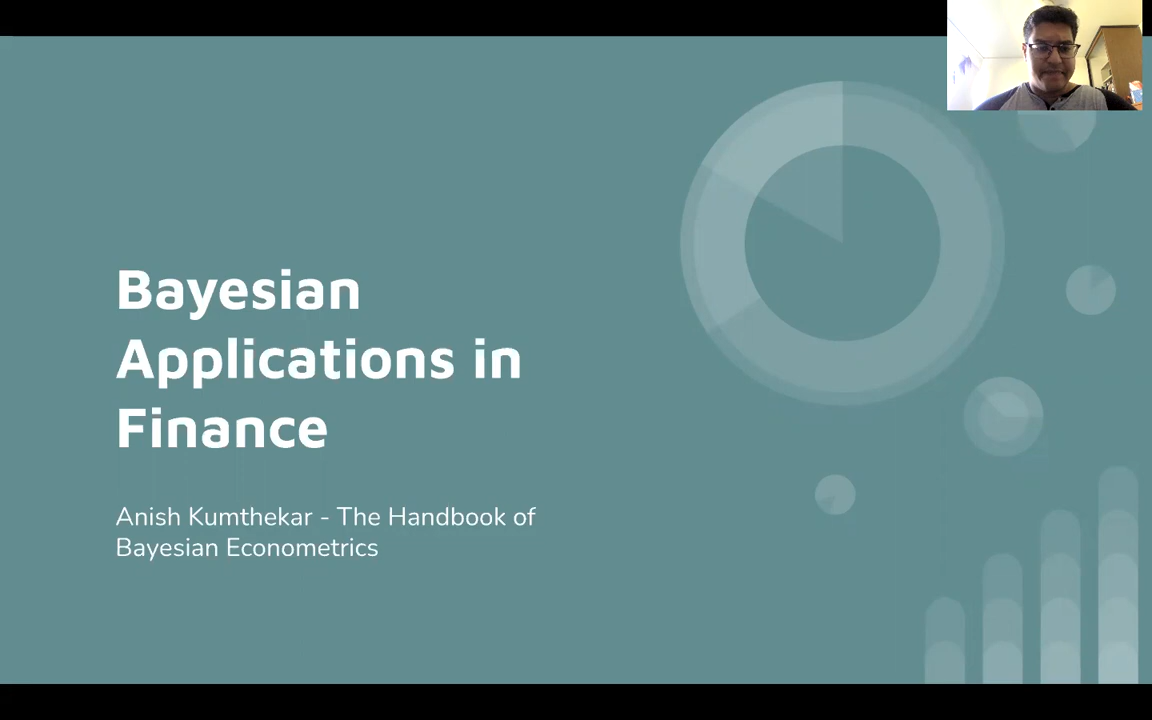 Bayesian
Applications in
Finance
Anish Kumthekar - The Handbook of
Bayesian Econometrics